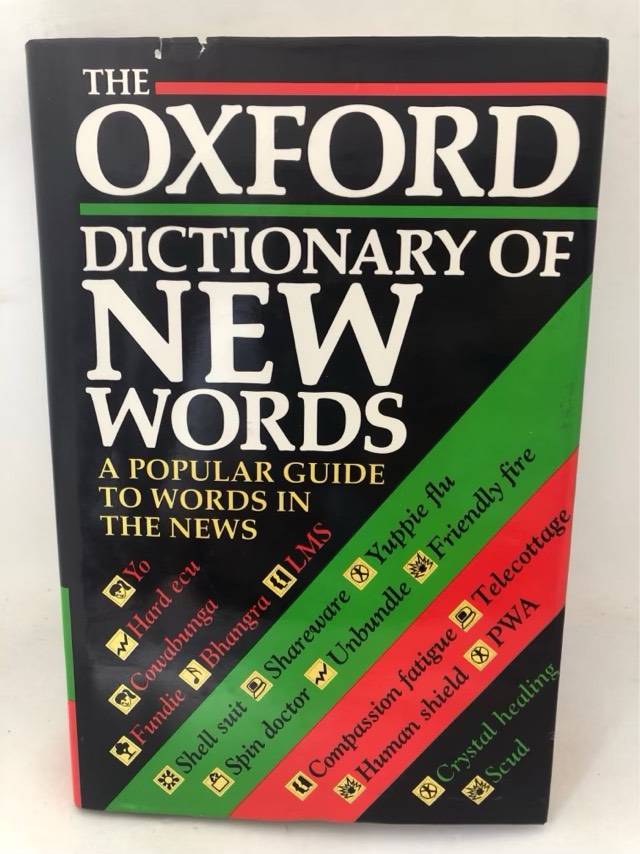 THE
OXFORD
DICTIONARY OF
NEW
WORDS
A POPULAR GUIDE
TO WORDS IN
THE NEWS
Yo
Hard ecu
Cowabunga
Fundie
Bhangra
LMS
Shell suit
Shareware
Yuppie flu
Spin doctor
Unbundle
Friendly fire
Compassion fatigue
Telecottage
Human shield
PWA
Crystal healing
Scud